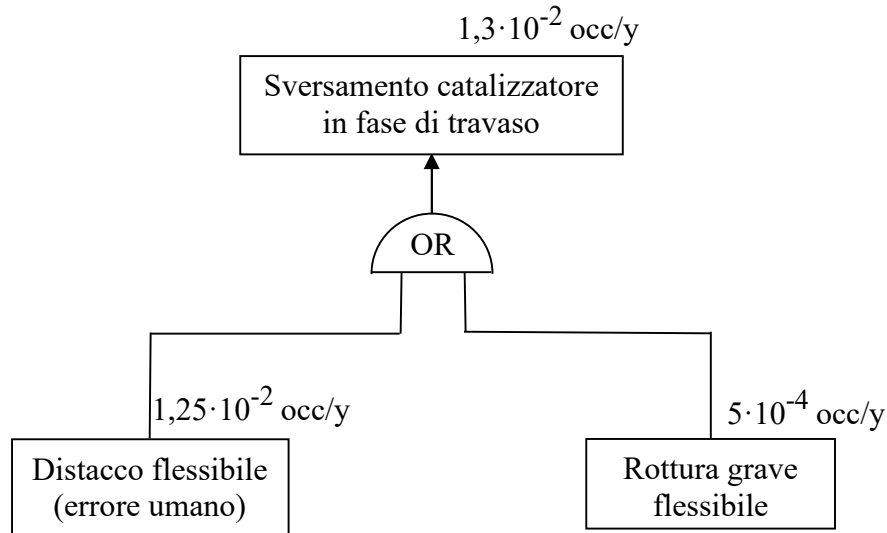 1,3·10⁻² occ/y
Sversamento catalizzatore
in fase di travaso
OR
1,25·10⁻² occ/y
5·10⁻⁴ occ/y
Distacco flessibile
(errore umano)
Rottura grave
flessibile